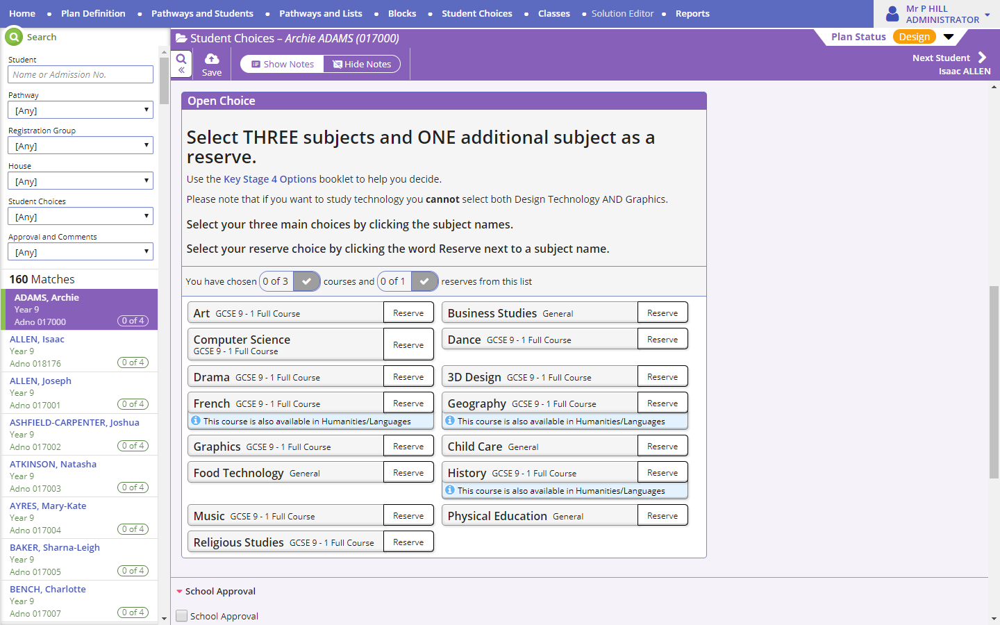 Home
Plan Definition
Pathways and Students
Pathways and Lists
Blocks
Student Choices
Classes
Solution Editor
Reports
Mr P HILL
ADMINISTRATOR
Search
Student
Name or Admission No.
Pathway
[Any]
Registration Group
[Any]
House
[Any]
Student Choices
[Any]
Approval and Comments
[Any]
160 Matches
ADAMS, Archie
Year 9
Adno 017000
0 of 4
ALLEN, Isaac
Year 9
Adno 018176
0 of 4
ALLEN, Joseph
Year 9
Adno 017001
0 of 4
ASHFIELD-CARPENTER, Joshua
Year 9
Adno 017002
0 of 4
ATKINSON, Natasha
Year 9
Adno 017003
0 of 4
AYRES, Mary-Kate
Year 9
Adno 017004
0 of 4
BAKER, Sharna-Leigh
Year 9
Adno 017005
0 of 4
BENCH, Charlotte
Year 9
Adno 017007
0 of 4
Student Choices – Archie ADAMS (017000)
Plan Status Design
Save
Show Notes
Hide Notes
Next Student
Isaac ALLEN
Open Choice
Select THREE subjects and ONE additional subject as a
reserve.
Use the Key Stage 4 Options booklet to help you decide.
Please note that if you want to study technology you cannot select both Design Technology AND Graphics.
Select your three main choices by clicking the subject names.
Select your reserve choice by clicking the word Reserve next to a subject name.
You have chosen 0 of 3 courses and 0 of 1 reserves from this list
Art GCSE 9 - 1 Full Course Reserve
Business Studies General Reserve
Computer Science
GCSE 9 - 1 Full Course
Reserve
Dance GCSE 9 - 1 Full Course Reserve
Drama GCSE 9 - 1 Full Course Reserve
3D Design GCSE 9 - 1 Full Course Reserve
French GCSE 9 - 1 Full Course Reserve
This course is also available in Humanities/Languages
Geography GCSE 9 - 1 Full Course Reserve
This course is also available in Humanities/Languages
Graphics GCSE 9 - 1 Full Course Reserve
Child Care General Reserve
Food Technology General Reserve
History GCSE 9 - 1 Full Course Reserve
This course is also available in Humanities/Languages
Music GCSE 9 - 1 Full Course Reserve
Physical Education General Reserve
Religious Studies GCSE 9 - 1 Full Course Reserve
School Approval
School Approval